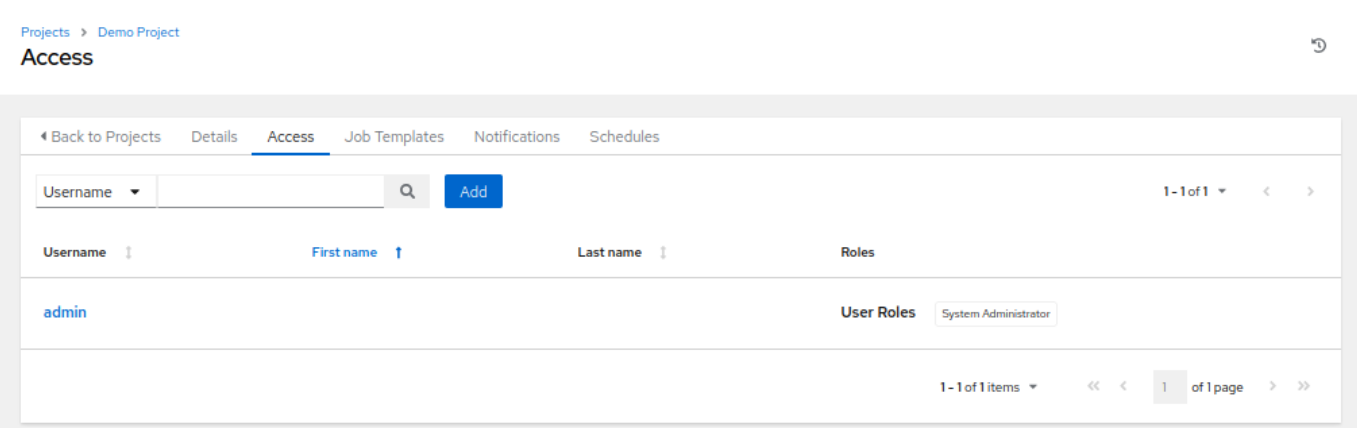 Projects > Demo Project
Access
Back to Projects Details Access Job Templates Notifications Schedules
Username Add 1 - 1 of 1
Username First name Last name Roles
admin User Roles System Administrator
1 - 1 of 1 items 1 of 1 page